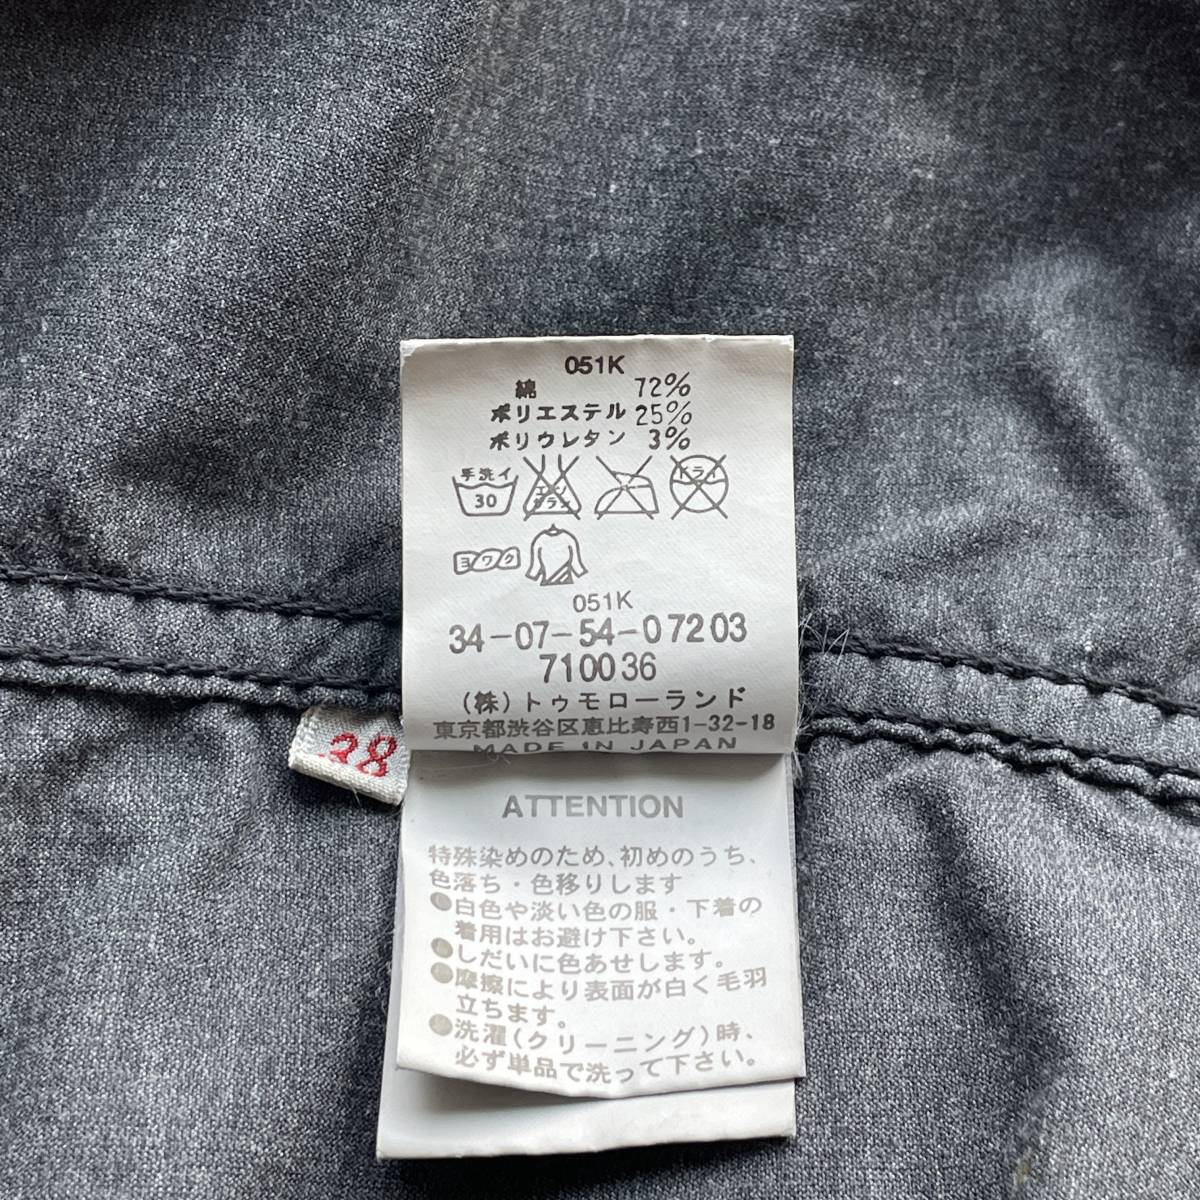 051K
綿 72%
ポリエステル 25%
ポリウレタン 3%
手洗イ
30
エンソ
サラシ
ドライ
ヨワク
051K
34-07-54-07203
710036
(株)トゥモローランド
東京都渋谷区恵比寿西1-32-18
MADE IN JAPAN
38
ATTENTION
特殊染めのため、初めのうち、
色落ち・色移りします
●白色や淡い色の服・下着の
着用はお避け下さい。
●しだいに色あせします。
●摩擦により表面が白く毛羽
立ちます。
●洗濯(クリーニング)時、
必ず単品で洗って下さい。